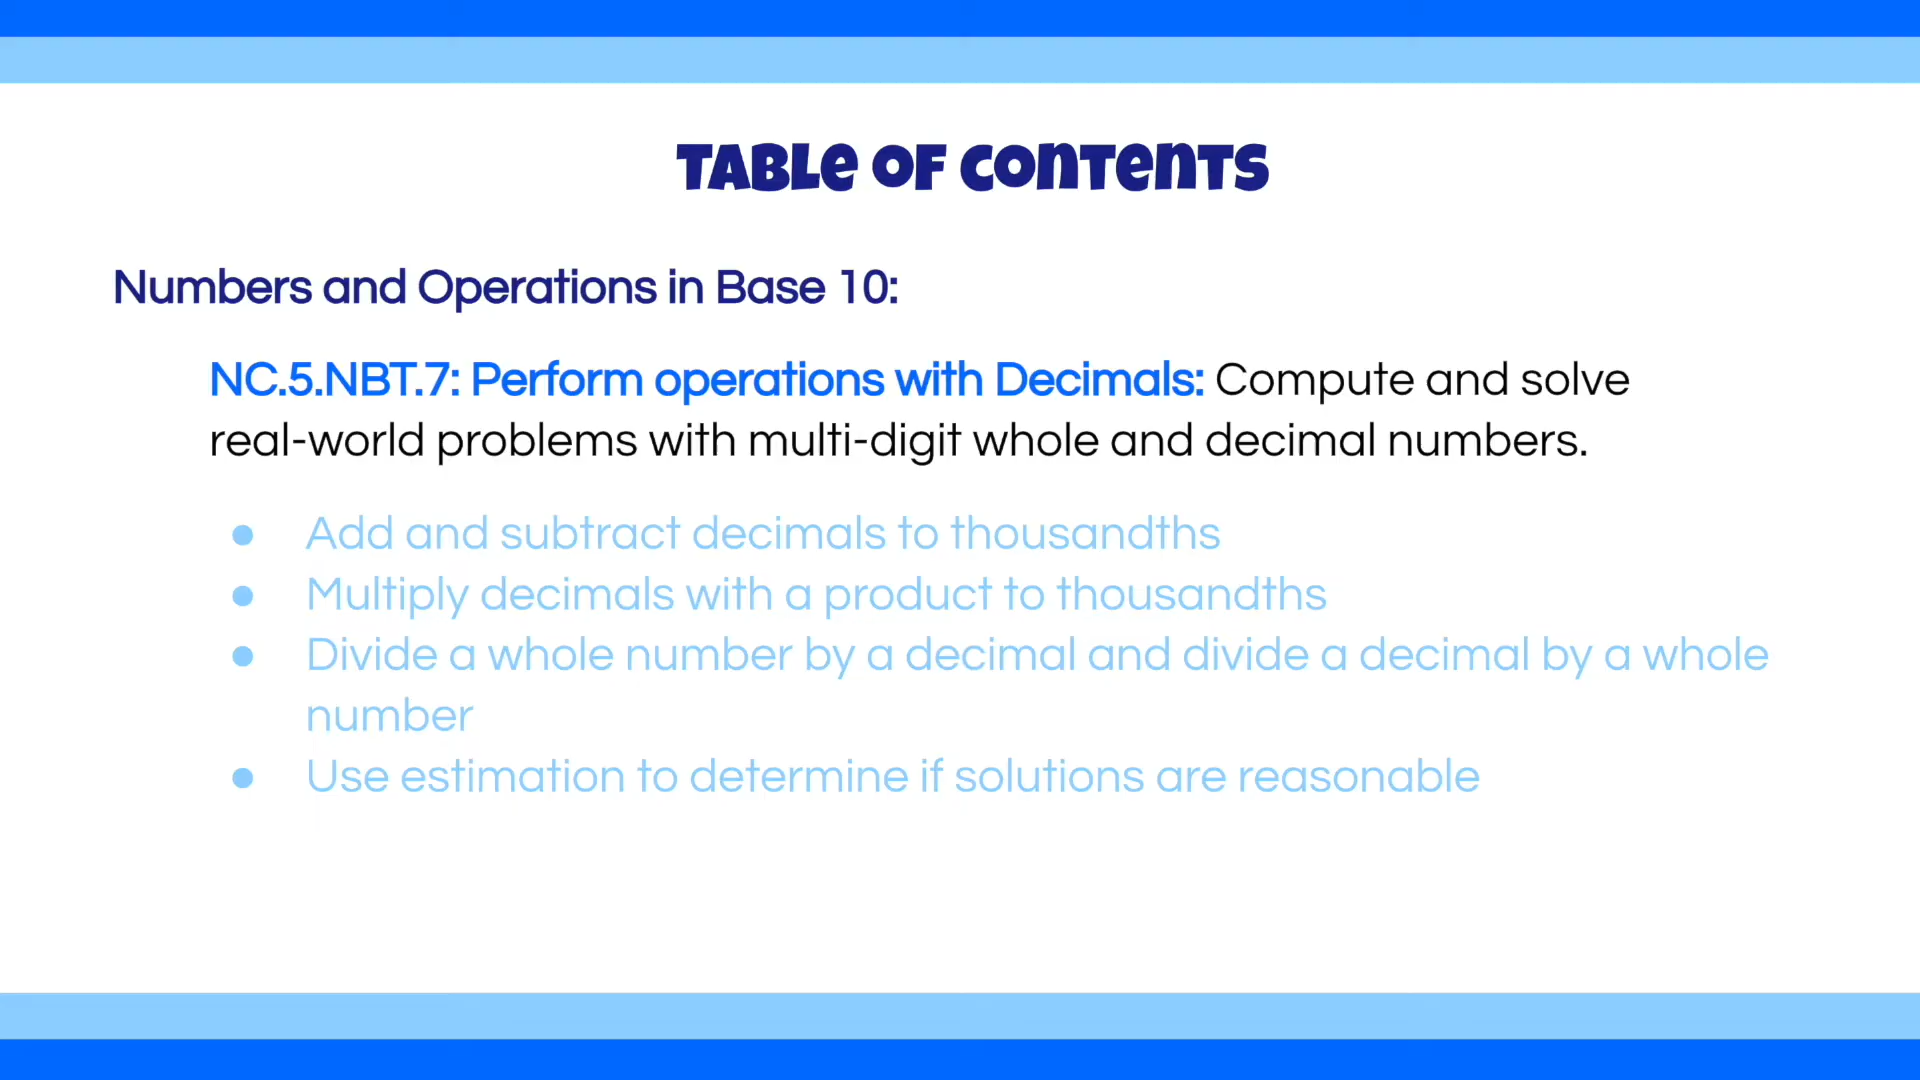 TABLE OF CONTENTS
Numbers and Operations in Base 10:
NC.5.NBT.7: Perform operations with Decimals: Compute and solve
real-world problems with multi-digit whole and decimal numbers.
● Add and subtract decimals to thousandths
● Multiply decimals with a product to thousandths
● Divide a whole number by a decimal and divide a decimal by a whole
number
● Use estimation to determine if solutions are reasonable